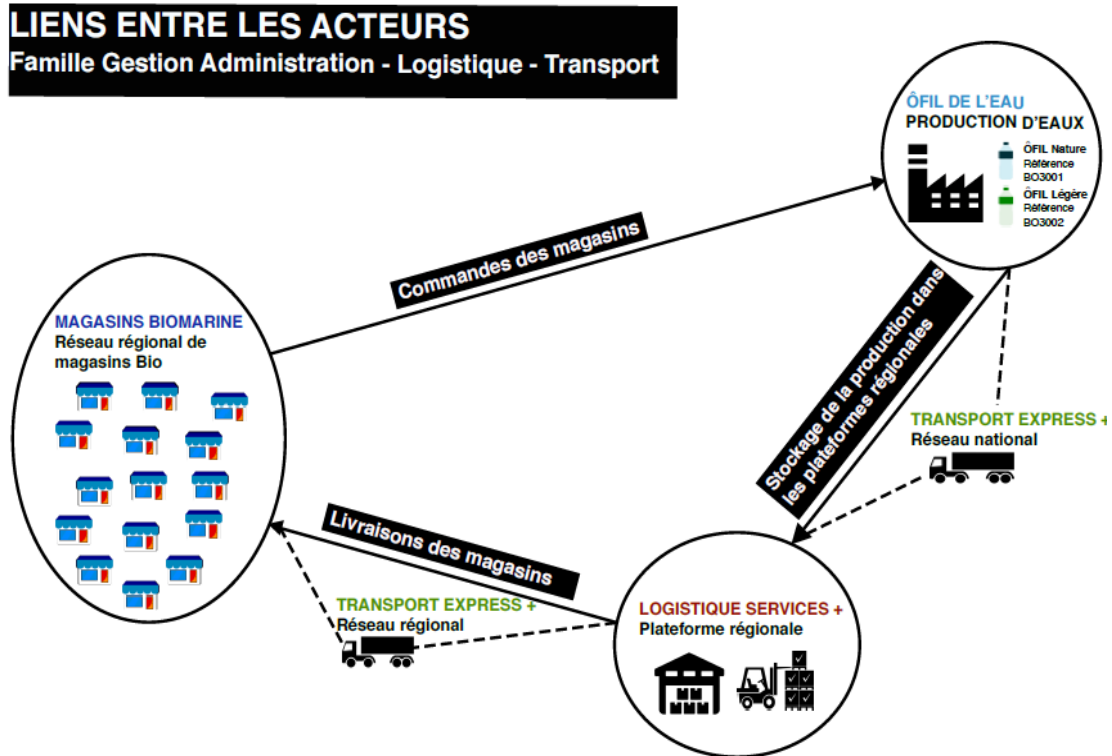 LIENS ENTRE LES ACTEURS
Famille Gestion Administration - Logistique - Transport
ÔFIL DE L'EAU
PRODUCTION D'EAUX
ÔFIL Nature
Référence
BO3001
ÔFIL Légère
Référence
BO3002
Commandes des magasins
MAGASINS BIOMARINE
Réseau régional de
magasins Bio
Stockage de la production dans
les plateformes régionales
TRANSPORT EXPRESS +
Réseau national
Livraisons des magasins
TRANSPORT EXPRESS +
Réseau régional
LOGISTIQUE SERVICES +
Plateforme régionale